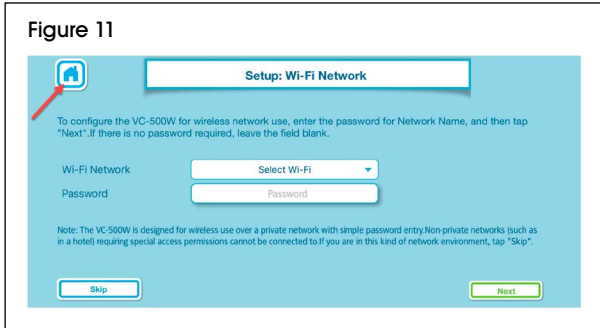 Figure 11
Setup: Wi-Fi Network
To configure the VC-500W for wireless network use, enter the password for Network Name, and then tap
"Next".If there is no password required, leave the field blank.
Wi-Fi Network
Select Wi-Fi
Password
Password
Note: The VC-500W is designed for wireless use over a private network with simple password entry.Non-private networks (such as
in a hotel) requiring special access permissions cannot be connected to.If you are in this kind of network environment, tap "Skip".
Skip
Next